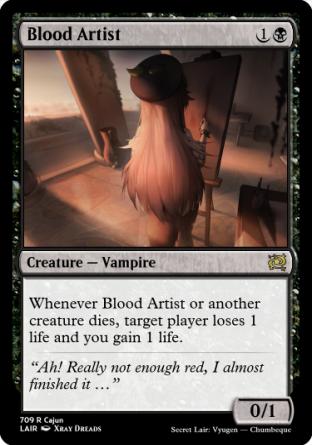 Blood Artist 1
Creature — Vampire
Whenever Blood Artist or another
creature dies, target player loses 1
life and you gain 1 life.
“Ah! Really not enough red, I almost
finished it …”
0/1
709 R Cajun
LAIR Xray Dreads
Secret Lair: Vyugen — Chumbeque